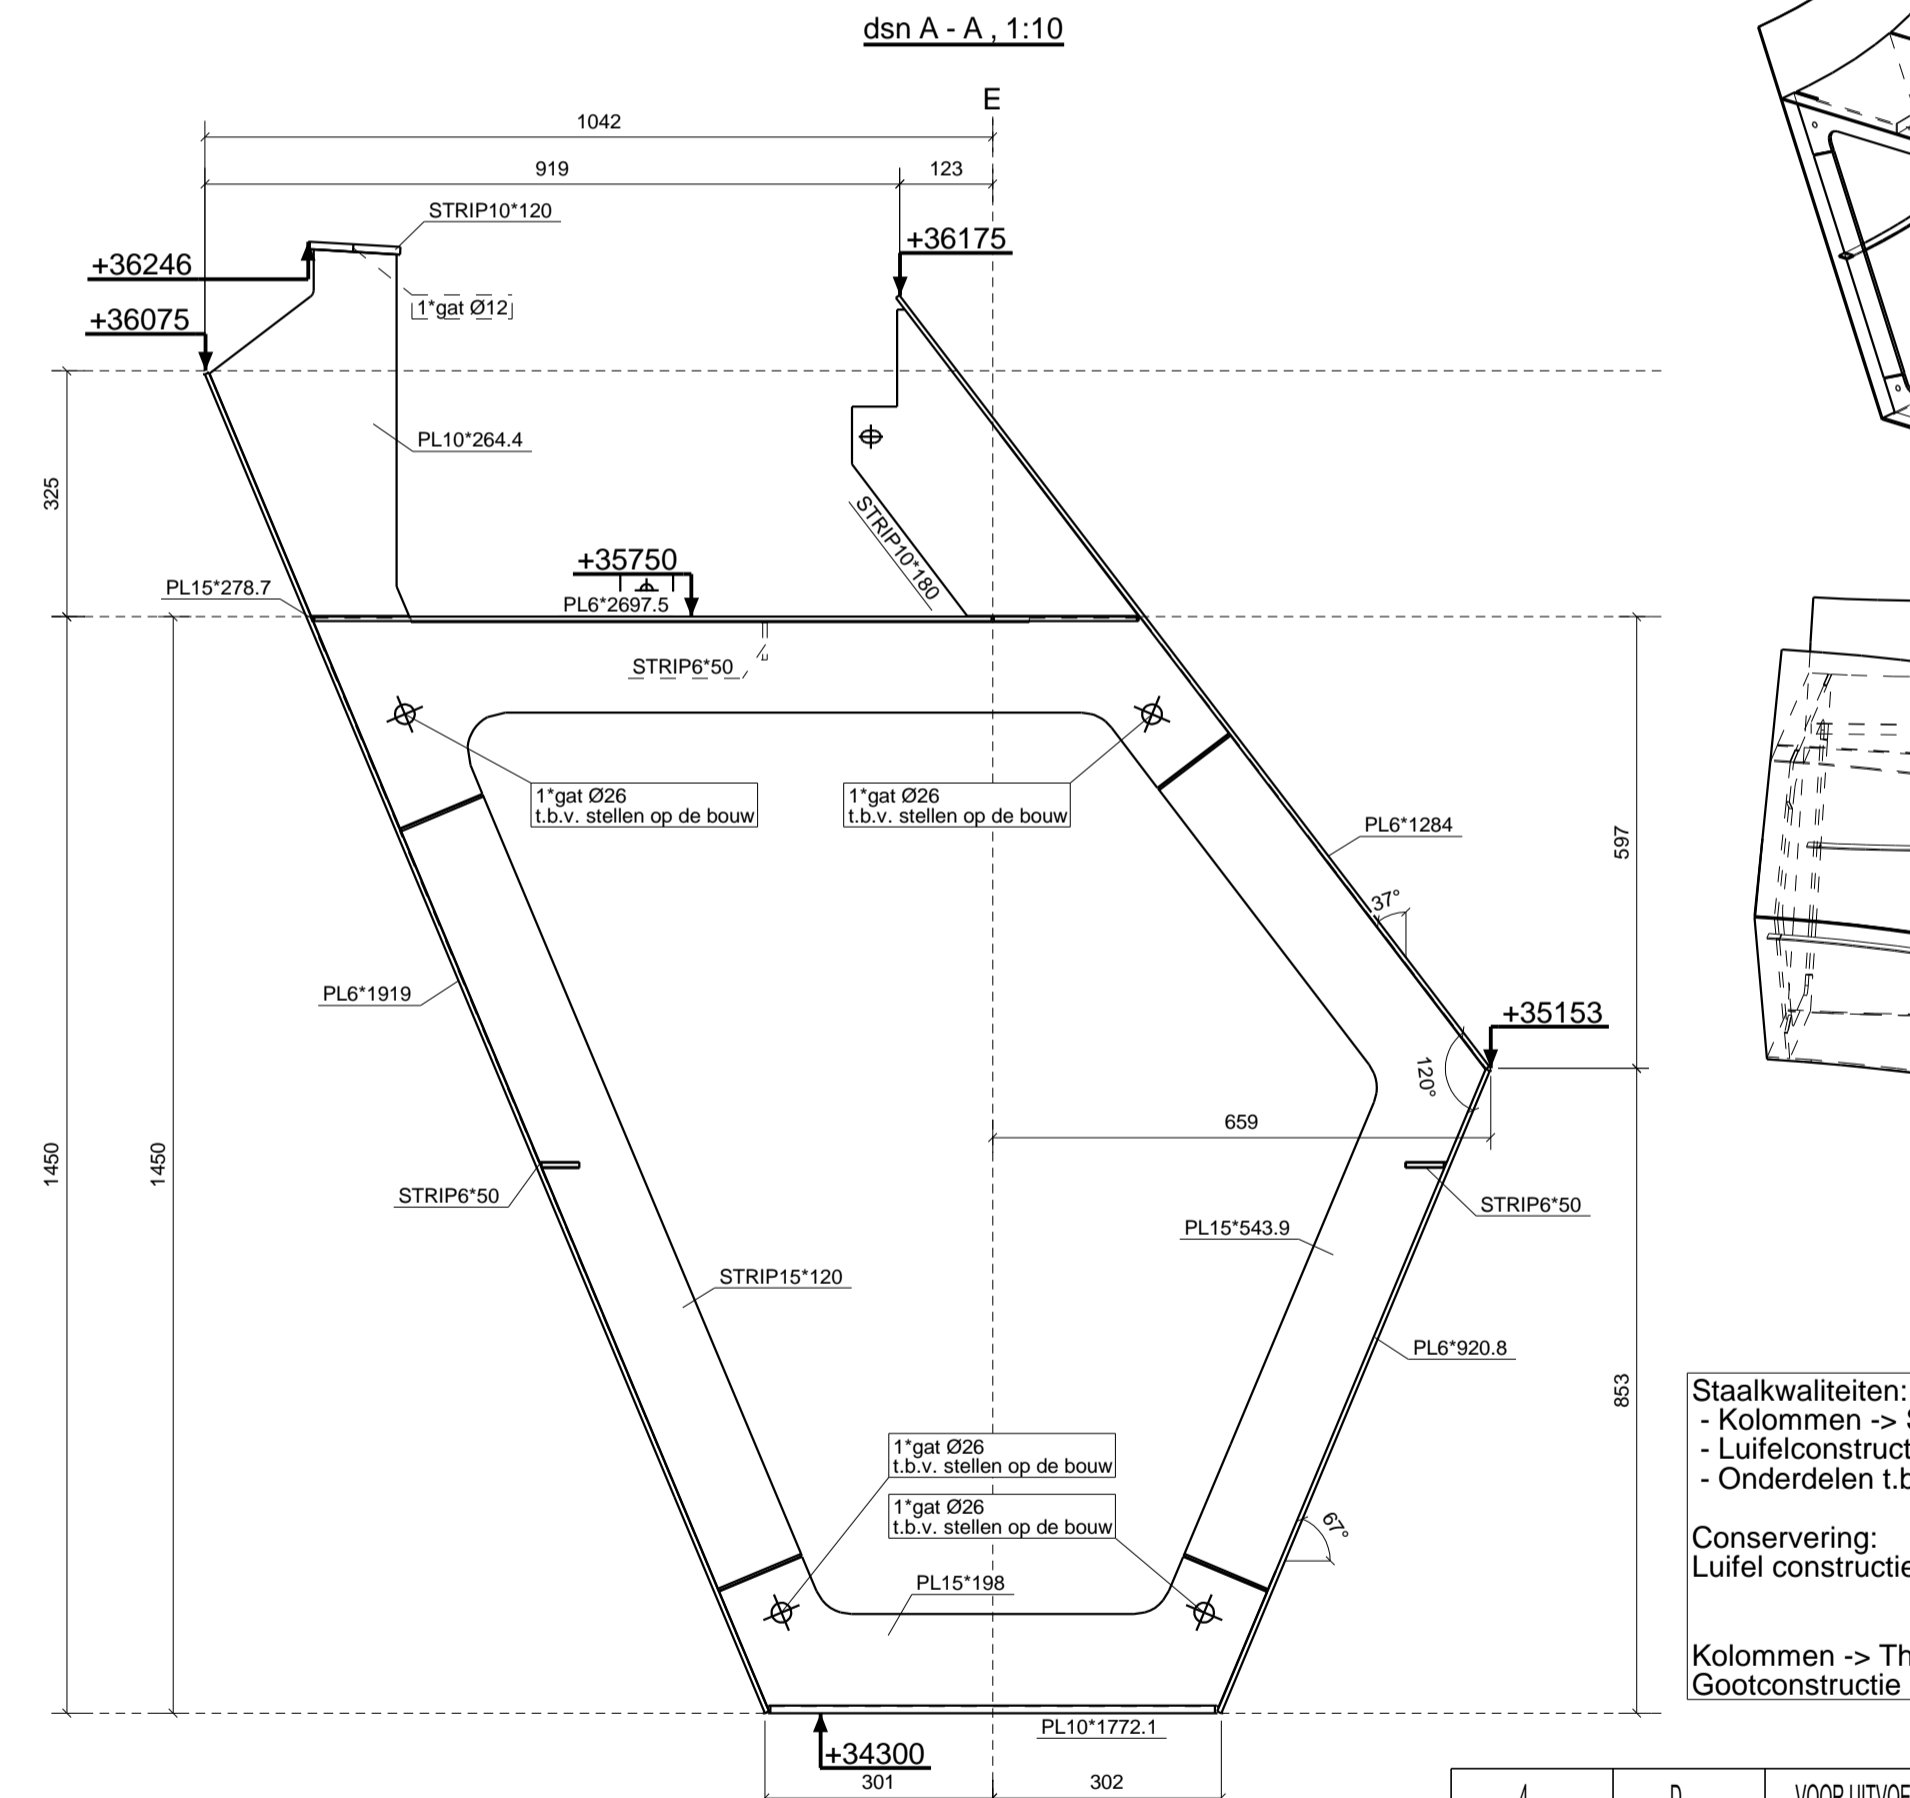 dsn A - A , 1:10
E
1042
919
123
STRIP10*120
+36246
+36175
1*gat Ø12
+36075
PL10*264.4
325
STRIP10*180
+35750
PL15*278.7
PL6*2697.5
STRIP6*50
1*gat Ø26
t.b.v. stellen op de bouw
1*gat Ø26
t.b.v. stellen op de bouw
PL6*1284
597
37°
PL6*1919
+35153
120°
659
1450
1450
STRIP6*50
STRIP6*50
PL15*543.9
STRIP15*120
PL6*920.8
853
Staalkwaliteiten:
- Kolommen ->
- Luifelconstruct
- Onderdelen t.b
1*gat Ø26
t.b.v. stellen op de bouw
1*gat Ø26
t.b.v. stellen op de bouw
67°
Conservering:
Luifel constructie
PL15*198
Kolommen -> Th
Gootconstructie
PL10*1772.1
+34300
301
302